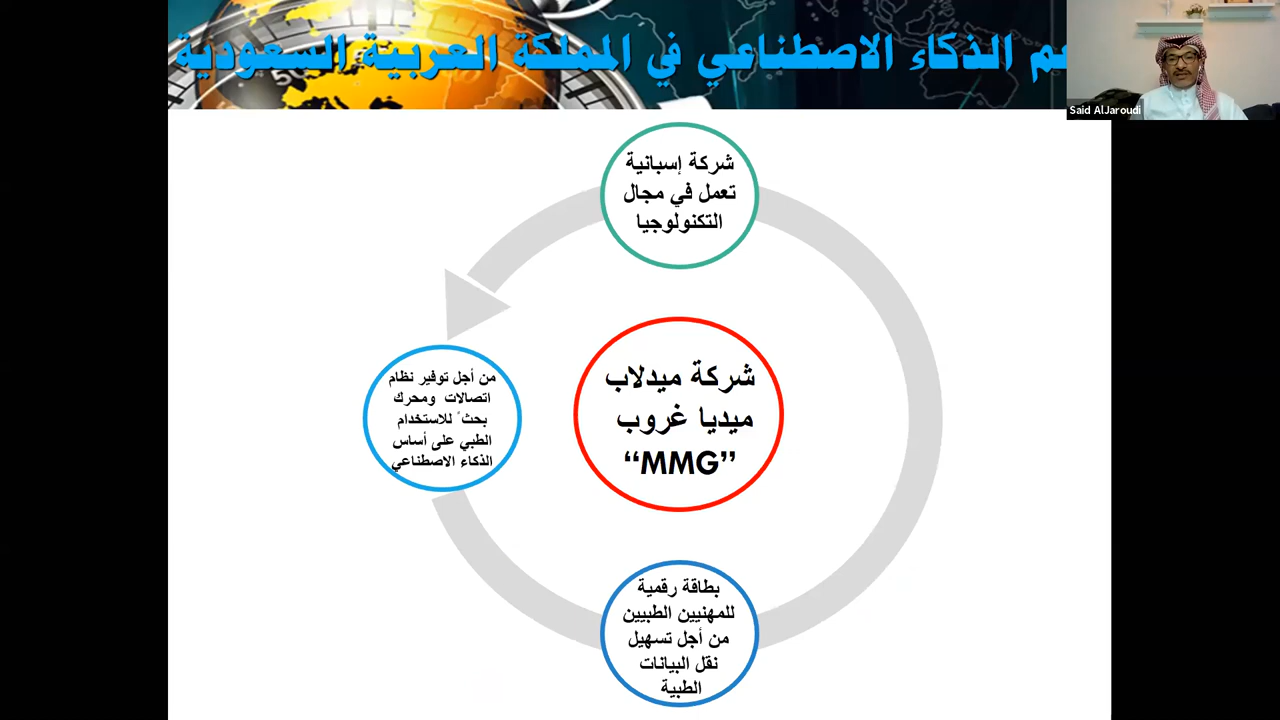 الذكاء الاصطناعي في المملكة العربية السعودية
Said AlJaroudi
شركة إسبانية
تعمل في مجال
التكنولوجيا
شركة ميدلاب
ميديا غروب
“MMG”
من أجل توفير نظام
اتصالات ومحرك
بحث ً للاستخدام
الطبي على أساس
الذكاء الاصطناعي
بطاقة رقمية
للمهنيين الطبيين
من أجل تسهيل
نقل البيانات
الطبية